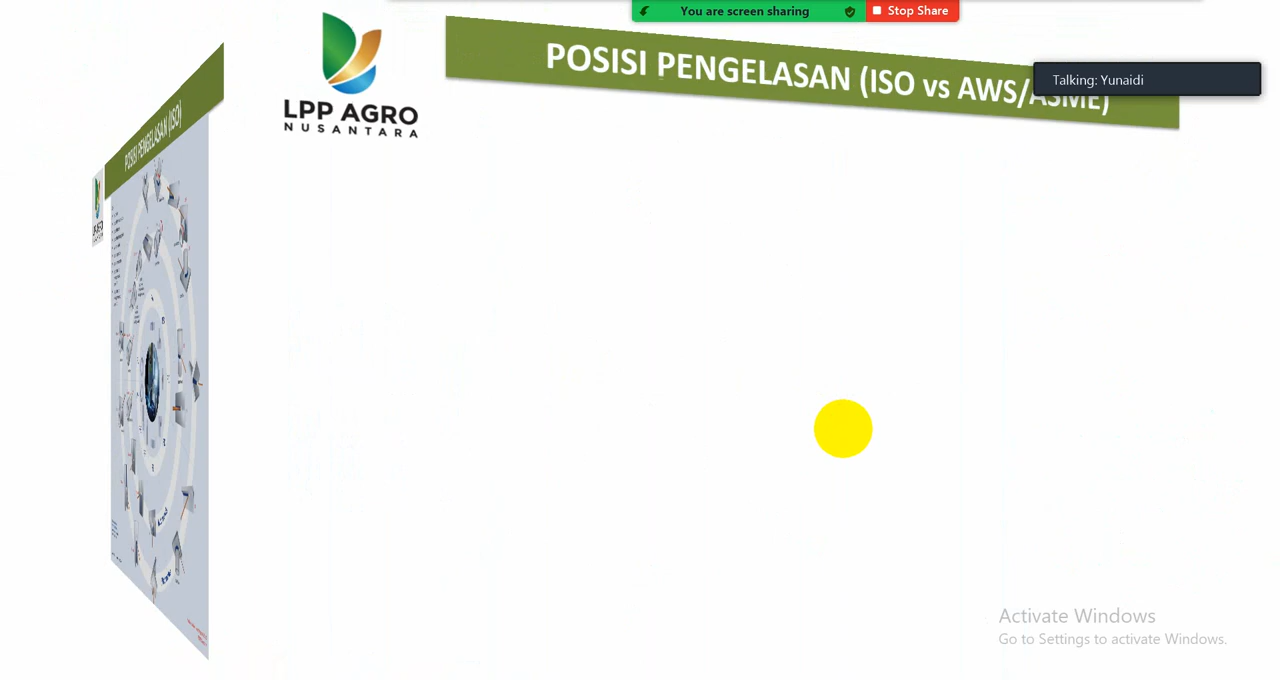 You are screen sharing
Stop Share
Talking: Yunaidi
LPP AGRO
NUSANTARA
POSISI PENGELASAN (ISO vs AWS/ASME)
POSISI PENGELASAN (ISO)
Activate Windows
Go to Settings to activate Windows.